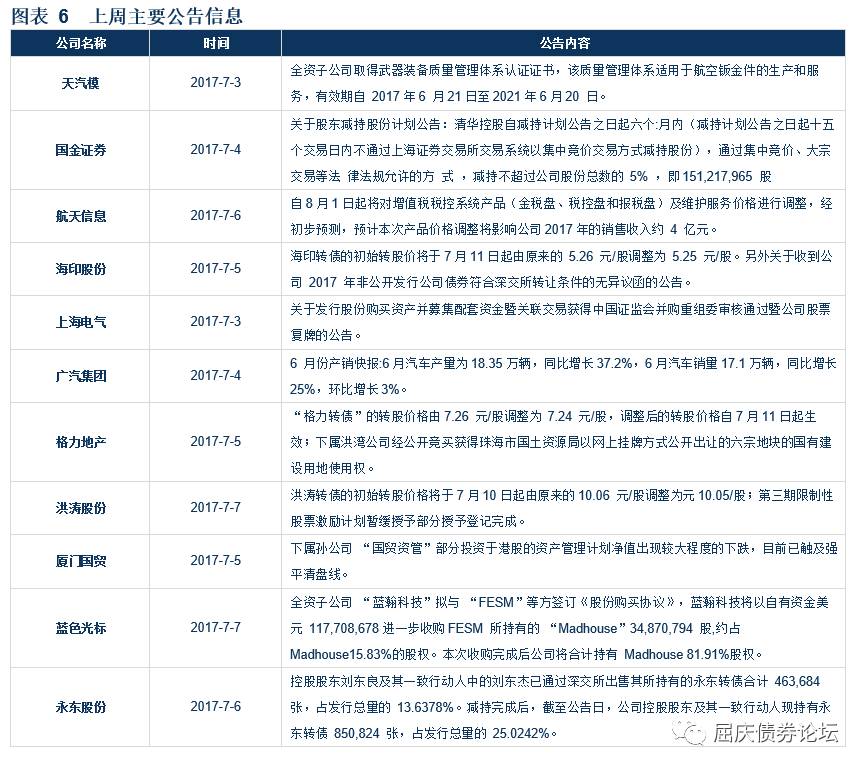 图表 6 上周主要公告信息
公司名称 时间 公告内容
天汽模 2017-7-3
全资子公司取得武器装备质量管理体系认证证书，该质量管理体系适用于航空钣金件的生产和服
务，有效期自 2017 年 6 月 21 日至 2021 年 6 月 20 日。
国金证券 2017-7-4
关于股东减持股份计划公告：清华控股自减持计划公告之日起六个:月内（减持计划公告之日起十五
个交易日内不通过上海证券交易所交易系统以集中竞价交易方式减持股份），通过集中竞价、大宗
交易等法 律法规允许的方 式 ，减持不超过公司股份总数的 5% ，即 151,217,965 股
航天信息 2017-7-6
自 8 月 1 日起将对增值税税控系统产品（金税盘、税控盘和报税盘）及维护服务价格进行调整，经
初步预测，预计本次产品价格调整将影响公司 2017 年的销售收入约 4 亿元。
海印股份 2017-7-5
海印转债的初始转股价将于 7 月 11 日起由原来的 5.26 元/股调整为 5.25 元/股。另外关于收到公
司 2017 年非公开发行公司债券符合深交所转让条件的无异议函的公告。
上海电气 2017-7-3
关于发行股份购买资产并募集配套资金暨关联交易获得中国证监会并购重组委审核通过暨公司股票
复牌的公告。
广汽集团 2017-7-4
6 月份产销快报:6 月汽车产量为 18.35 万辆，同比增长 37.2%，6 月汽车销量 17.1 万辆，同比增长
25%，环比增长 3%。
格力地产 2017-7-5
“格力转债”的转股价格由 7.26 元/股调整为 7.24 元/股，调整后的转股价格自 7 月 11 日起生
效；下属洪湾公司经公开竟买获得珠海市国土资源局以网上挂牌方式公开出让的六宗地块的国有建
设用地使用权。
洪涛股份 2017-7-7
洪涛转债的初始转股价格将于 7 月 10 日起由原来的 10.06 元/股调整为元 10.05/股；第三期限制性
股票激励计划暂缓授予部分授予登记完成。
厦门国贸 2017-7-5
下属孙公司 “国贸资管”部分投资于港股的资产管理计划净值出现较大程度的下跌，目前已触及强
平清盘线。
蓝色光标 2017-7-7
全资子公司 “蓝瀚科技”拟与 “FESM”等方签订《股份购买协议》，蓝瀚科技将以自有资金美
元 117,708,678 进一步收购 FESM 所持有的 “Madhouse”34,870,794 股,约占
Madhouse15.83%的股权。本次收购完成后公司将合计持有 Madhouse 81.91%股权。
永东股份 2017-7-6
控股股东刘东良及其一致行动人中的刘东杰已通过深交所出售其所持有的永东转债合计 463,684
张，占发行总量的 13.6378%。减持完成后，截至公告日，公司控股股东及其一致行动人现持有永
东转债 850,824 张，占发行总量的 25.0242%。
屈庆债券论坛